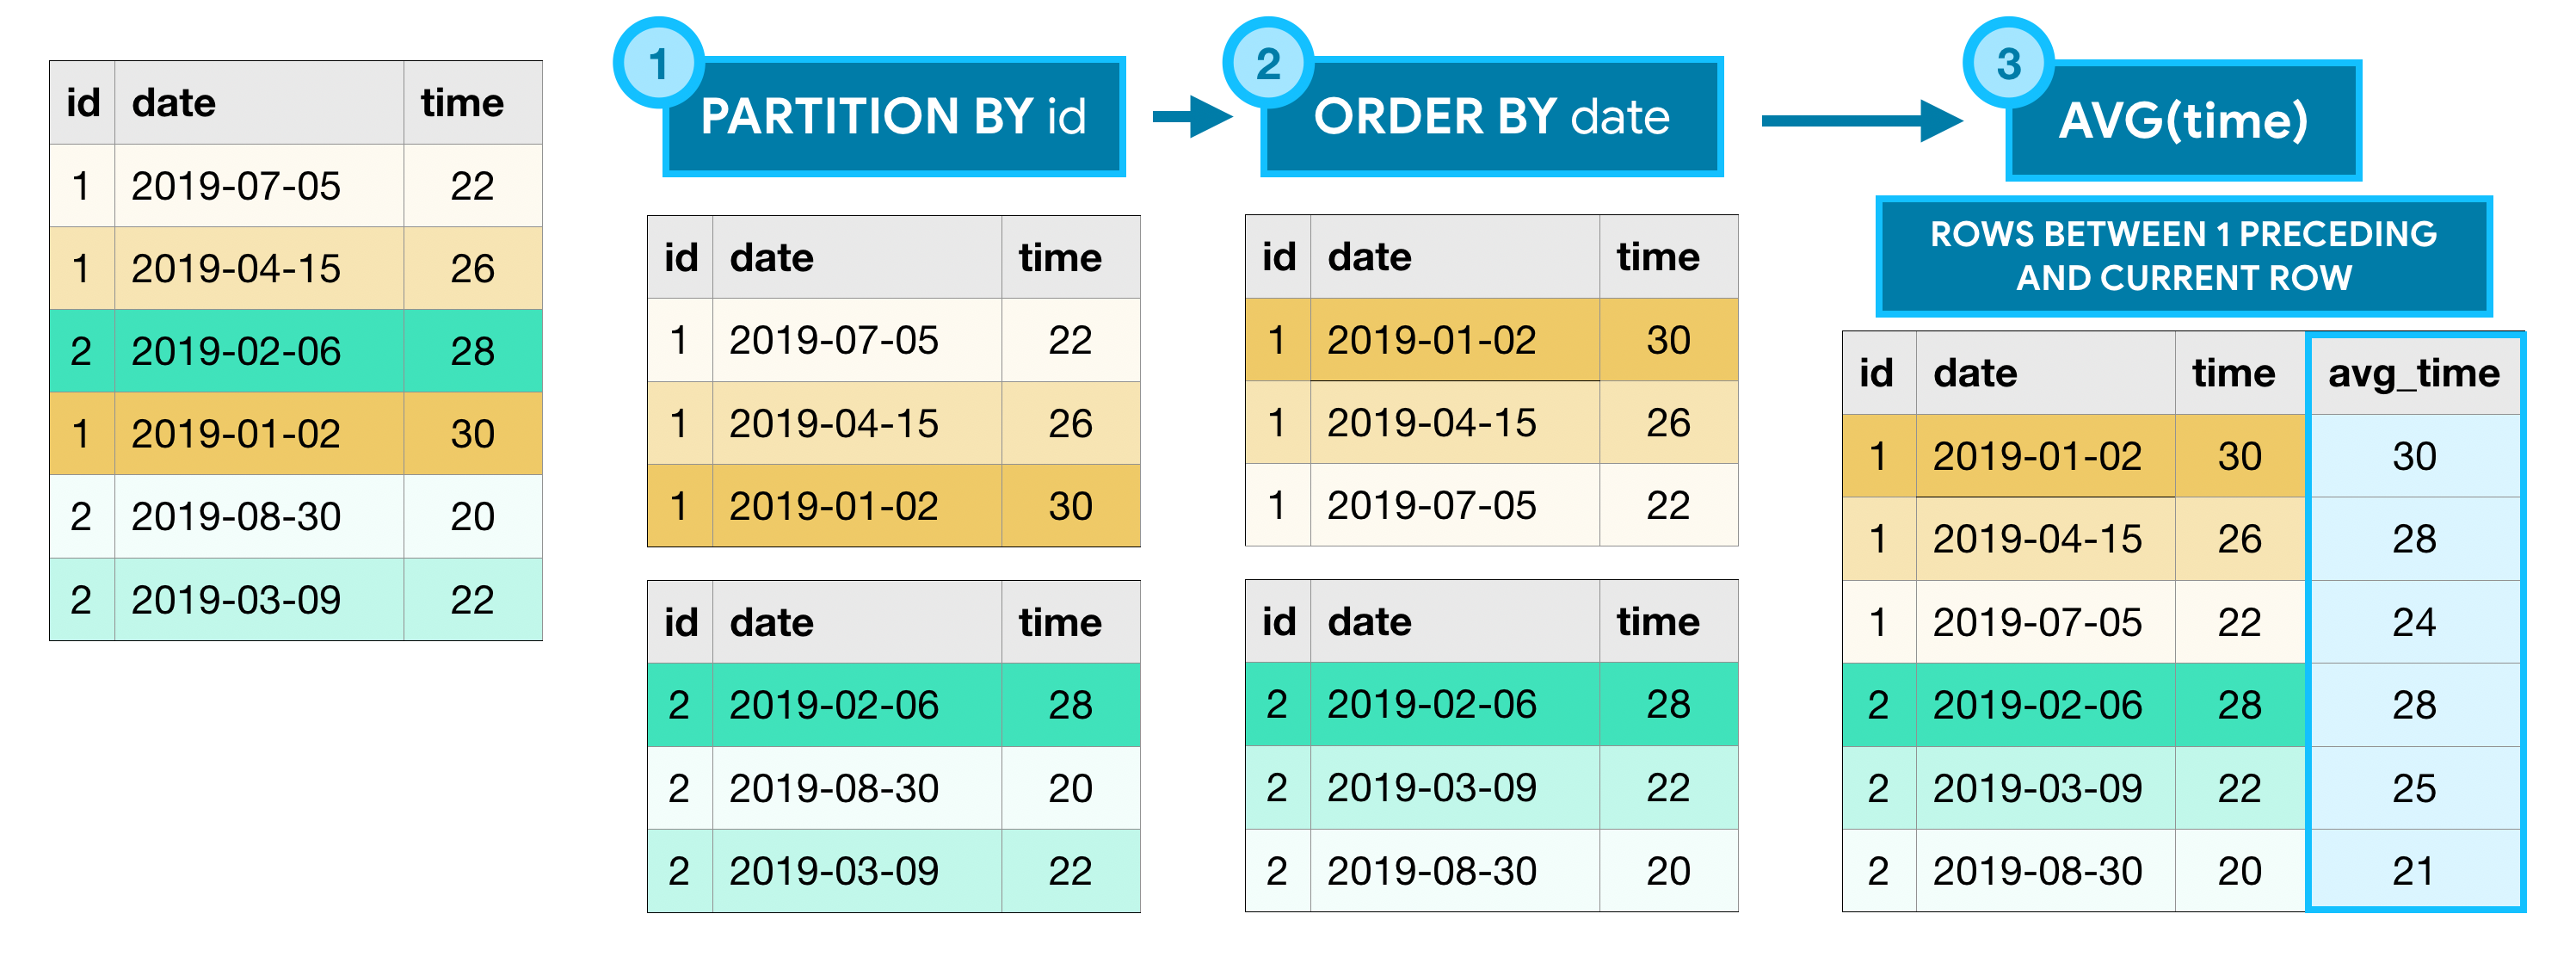 id date time
1 2019-07-05 22
1 2019-04-15 26
2 2019-02-06 28
1 2019-01-02 30
2 2019-08-30 20
2 2019-03-09 22
1
PARTITION BY id
id date time
1 2019-07-05 22
1 2019-04-15 26
1 2019-01-02 30
id date time
2 2019-02-06 28
2 2019-08-30 20
2 2019-03-09 22
2
ORDER BY date
id date time
1 2019-01-02 30
1 2019-04-15 26
1 2019-07-05 22
id date time
2 2019-02-06 28
2 2019-03-09 22
2 2019-08-30 20
3
AVG(time)
ROWS BETWEEN 1 PRECEDING
AND CURRENT ROW
id date time avg_time
1 2019-01-02 30 30
1 2019-04-15 26 28
1 2019-07-05 22 24
2 2019-02-06 28 28
2 2019-03-09 22 25
2 2019-08-30 20 21